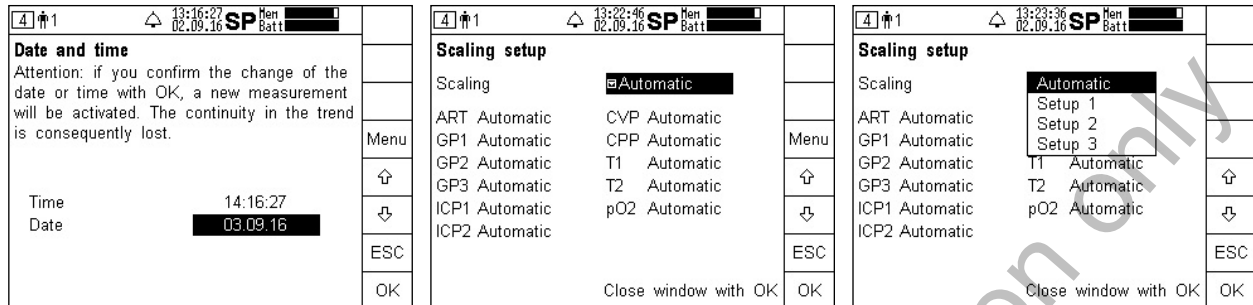 4 1 13:16:27 02.09.16 SP Mem Batt
Date and time
Attention: if you confirm the change of the
date or time with OK, a new measurement
will be activated. The continuity in the trend
is consequently lost.
Time 14:16:27
Date 03.09.16
Menu
ESC
OK
4 1 13:22:46 02.09.16 SP Mem Batt
Scaling setup
Scaling Automatic
ART Automatic CVP Automatic
GP1 Automatic CPP Automatic
GP2 Automatic T1 Automatic
GP3 Automatic T2 Automatic
ICP1 Automatic pO2 Automatic
ICP2 Automatic
Close window with OK
Menu
ESC
OK
4 1 13:23:36 02.09.16 SP Mem Batt
Scaling setup
Scaling Automatic
Setup 1
Setup 2
Setup 3
ART Automatic
GP1 Automatic
GP2 Automatic T1 Automatic
GP3 Automatic T2 Automatic
ICP1 Automatic pO2 Automatic
ICP2 Automatic
Close window with OK
ESC
OK
only